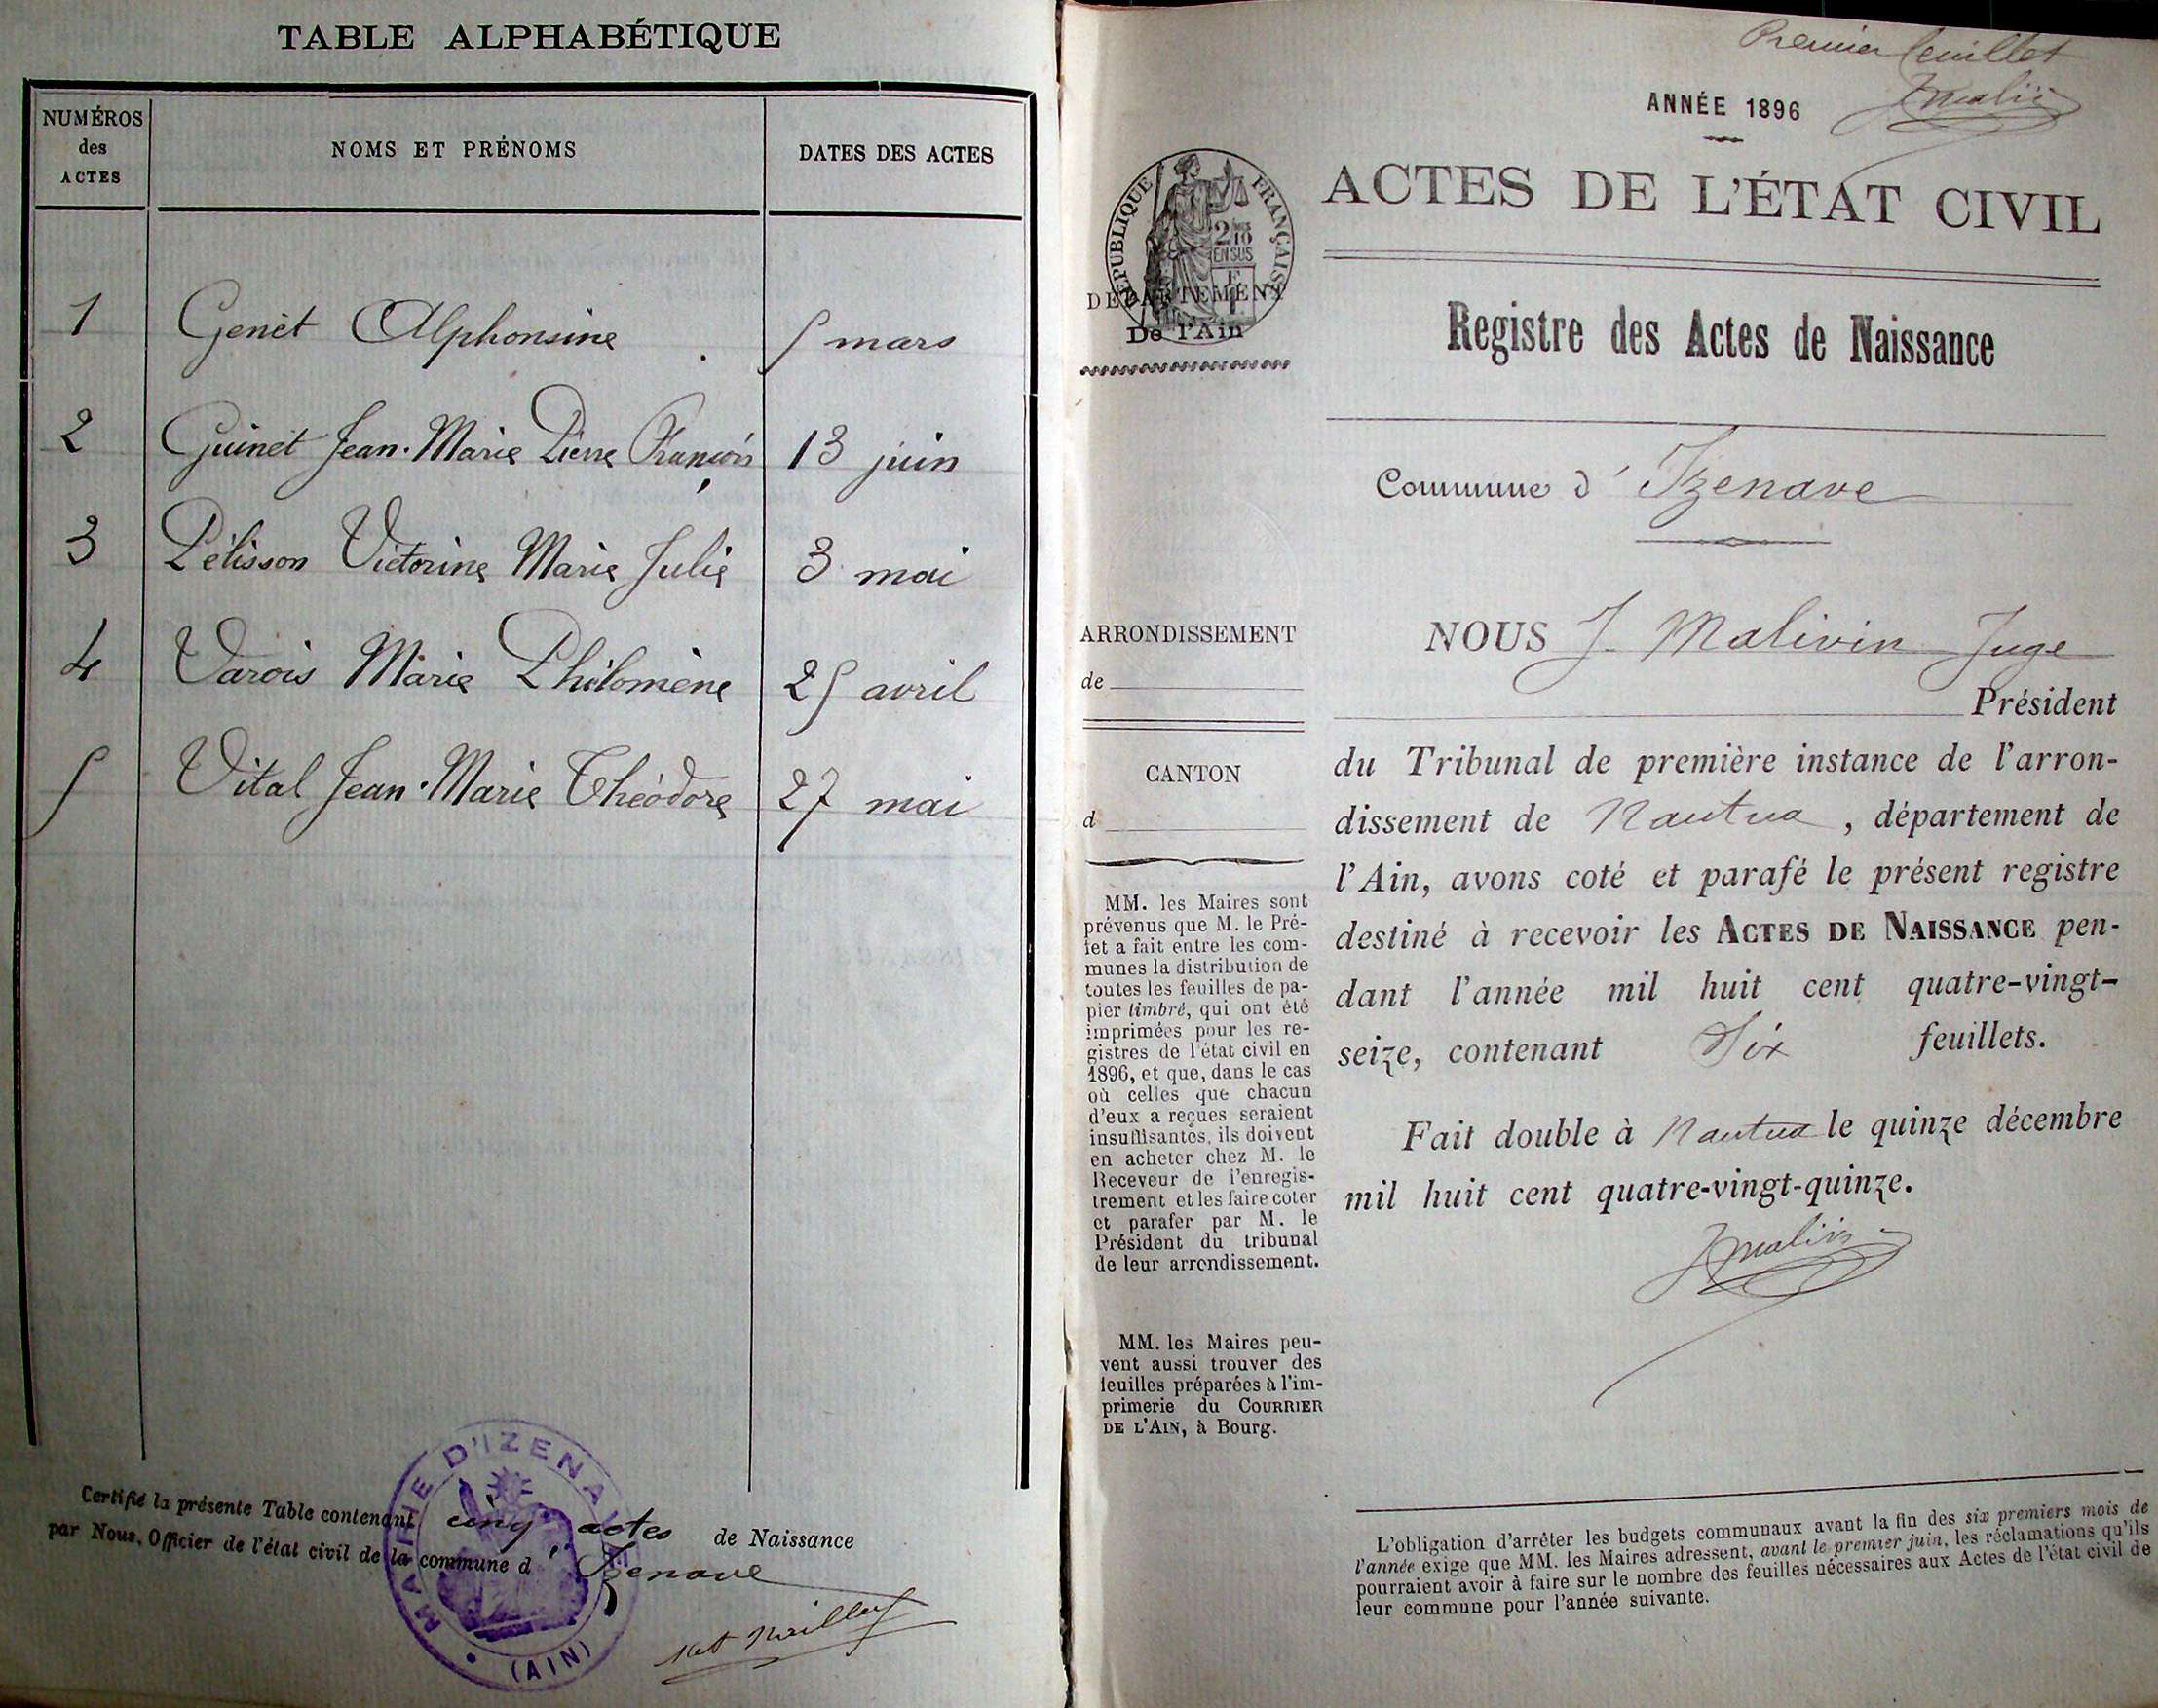 TABLE ALPHABÉTIQUE
NUMÉROS
des
ACTES
NOMS ET PRÉNOMS
DATES DES ACTES
1 Genet Alphonsine 5 mars
2 Guinet Jean-Marie Pierre François 13 juin
3 Pélisson Victorine Marie Julie 3 mai
4 Varois Marie Philomène 25 avril
5 Vital Jean-Marie Théodore 27 mai
Certifié la présente Table contenant cinq actes de Naissance
par Nous, Officier de l'état civil de la commune d'Izenave
MAIRIE D'IZENAVE
(AIN)
Premier feuillet
JMalivin
ANNÉE 1896
ACTES DE L'ÉTAT CIVIL
RÉPUBLIQUE FRANÇAISE
2 10
EN SUS
DÉPARTEMENT
De l'Ain
Registre des Actes de Naissance
Commune d'Izenave
ARRONDISSEMENT
de
CANTON
d
MM. les Maires sont
prévenus que M. le Pré-
fet a fait entre les com-
munes la distribution de
toutes les feuilles de pa-
pier timbré, qui ont été
imprimées pour les re-
gistres de l'état civil en
1896, et que, dans le cas
où celles que chacun
d'eux a reçues seraient
insuffisantes, ils doivent
en acheter chez M. le
Receveur de l'enregis-
trement et les faire coter
et parafer par M. le
Président du tribunal
de leur arrondissement.
MM. les Maires peu-
vent aussi trouver des
feuilles préparées à l'im-
primerie du COURRIER
DE L'AIN, à Bourg.
NOUS J. Malivin Juge
Président
du Tribunal de première instance de l'arron-
dissement de Nantua, département de
l'Ain, avons coté et parafé le présent registre
destiné à recevoir les ACTES DE NAISSANCE pen-
dant l'année mil huit cent quatre-vingt-
seize, contenant Six feuillets.
Fait double à Nantua le quinze décembre
mil huit cent quatre-vingt-quinze.
JMalivin
L'obligation d'arrêter les budgets communaux avant la fin des six premiers mois de
l'année exige que MM. les Maires adressent, avant le premier juin, les réclamations qu'ils
pourraient avoir à faire sur le nombre des feuilles nécessaires aux Actes de l'état civil de
leur commune pour l'année suivante.